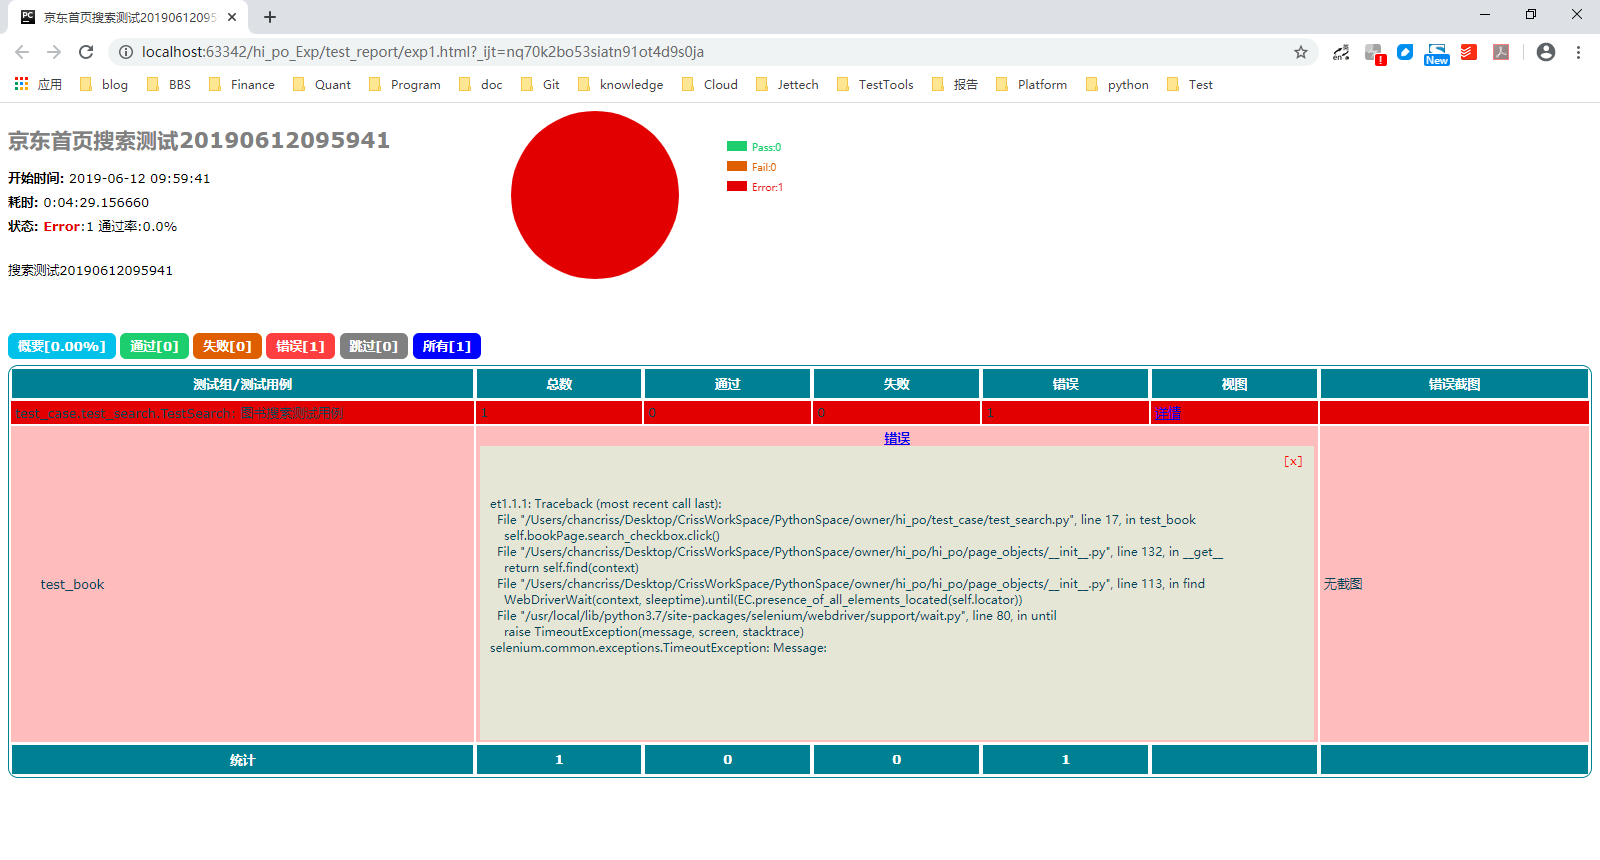 京东首页搜索测试20190612095
localhost:63342/hi_po_Exp/test_report/exp1.html?_ijt=nq70k2bo53siatn91ot4d9s0ja
en
New
应用 blog BBS Finance Quant Program doc Git knowledge Cloud Jettech TestTools 报告 Platform python Test
京东首页搜索测试20190612095941
开始时间: 2019-06-12 09:59:41
耗时: 0:04:29.156660
状态: Error:1 通过率:0.0%
搜索测试20190612095941
Pass:0
Fail:0
Error:1
概要[0.00%] 通过[0] 失败[0] 错误[1] 跳过[0] 所有[1]
测试组/测试用例 总数 通过 失败 错误 视图 错误截图
test_case.test_search.TestSearch: 图书搜索测试用例 1 0 0 1 详情
错误
[x]
et1.1.1: Traceback (most recent call last):
File "/Users/chancriss/Desktop/CrissWorkSpace/PythonSpace/owner/hi_po/test_case/test_search.py", line 17, in test_book
self.bookPage.search_checkbox.click()
File "/Users/chancriss/Desktop/CrissWorkSpace/PythonSpace/owner/hi_po/hi_po/page_objects/__init__.py", line 132, in __get__
return self.find(context)
File "/Users/chancriss/Desktop/CrissWorkSpace/PythonSpace/owner/hi_po/hi_po/page_objects/__init__.py", line 113, in find
WebDriverWait(context, sleeptime).until(EC.presence_of_all_elements_located(self.locator))
File "/usr/local/lib/python3.7/site-packages/selenium/webdriver/support/wait.py", line 80, in until
raise TimeoutException(message, screen, stacktrace)
selenium.common.exceptions.TimeoutException: Message:
test_book
无截图
统计 1 0 0 1